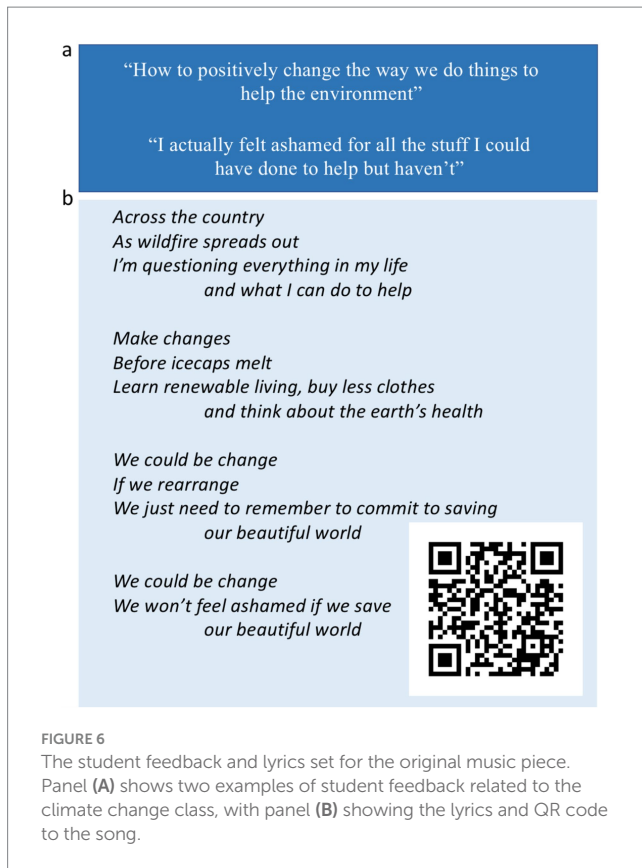 a
“How to positively change the way we do things to
help the environment”
“I actually felt ashamed for all the stuff I could
have done to help but haven’t”
b
Across the country
As wildfire spreads out
I’m questioning everything in my life
and what I can do to help
Make changes
Before icecaps melt
Learn renewable living, buy less clothes
and think about the earth’s health
We could be change
If we rearrange
We just need to remember to commit to saving
our beautiful world
We could be change
We won’t feel ashamed if we save
our beautiful world
FIGURE 6
The student feedback and lyrics set for the original music piece.
Panel (A) shows two examples of student feedback related to the
climate change class, with panel (B) showing the lyrics and QR code
to the song.